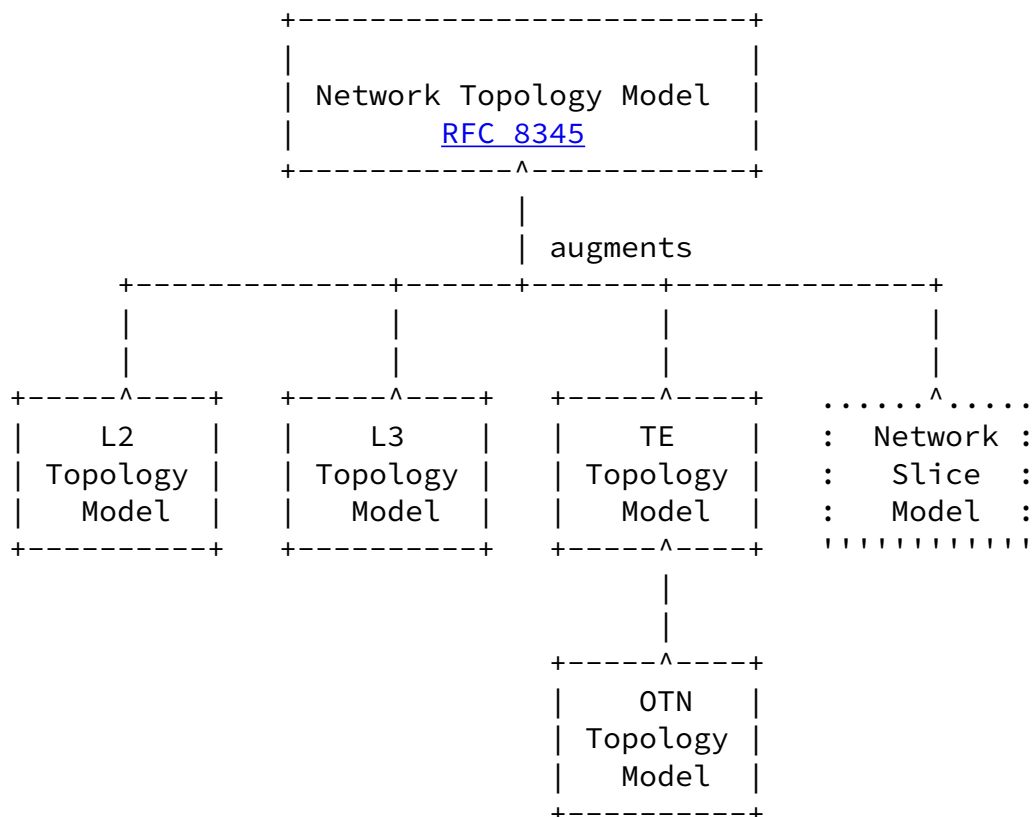 Network Topology Model
RFC 8345
augments
L2 L3 TE Network
Topology Topology Topology Slice
Model Model Model Model
OTN
Topology
Model